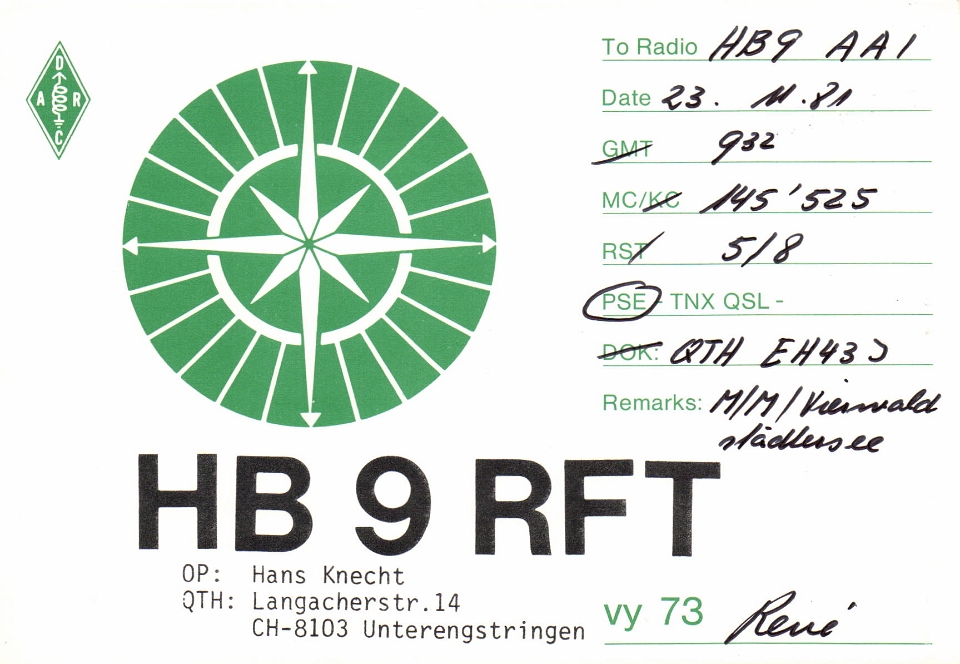 D
A R
C
To Radio HB9 AA1
Date 23. 11.81
GMT 932
MC/KC 145'525
RST 5/8
PSE - TNX QSL -
DOK: QTH EH43J
Remarks: M/M/Vierwald
städtersee
HB 9 RFT
OP: Hans Knecht
QTH: Langacherstr.14
CH-8103 Unterengstringen
vy 73 René